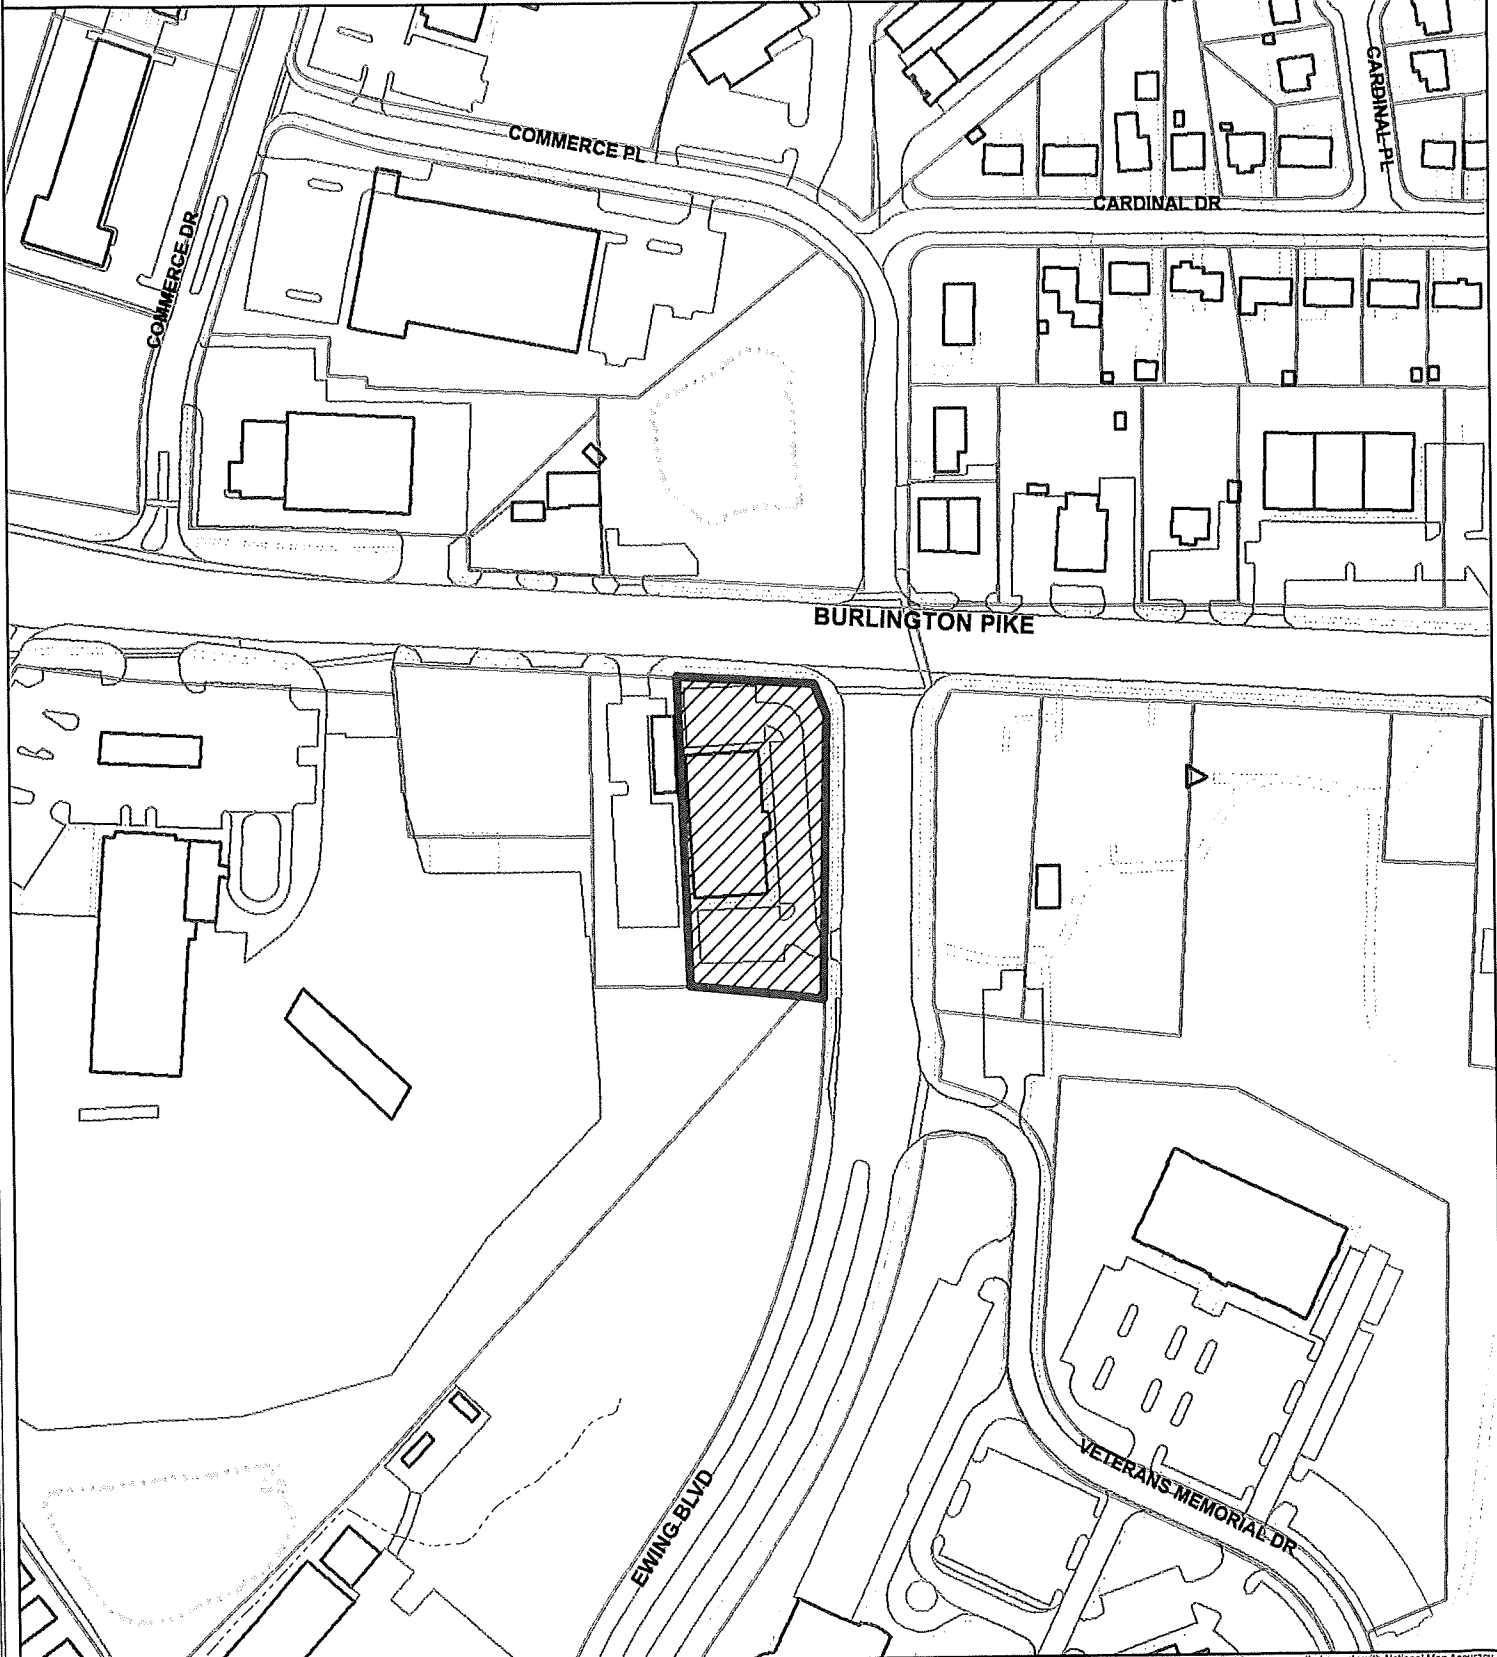 CARDINAL PL
COMMERCE PL
CARDINAL DR
COMMERCE DR
BURLINGTON PIKE
VETERANS MEMORIAL DR
EWING BLVD